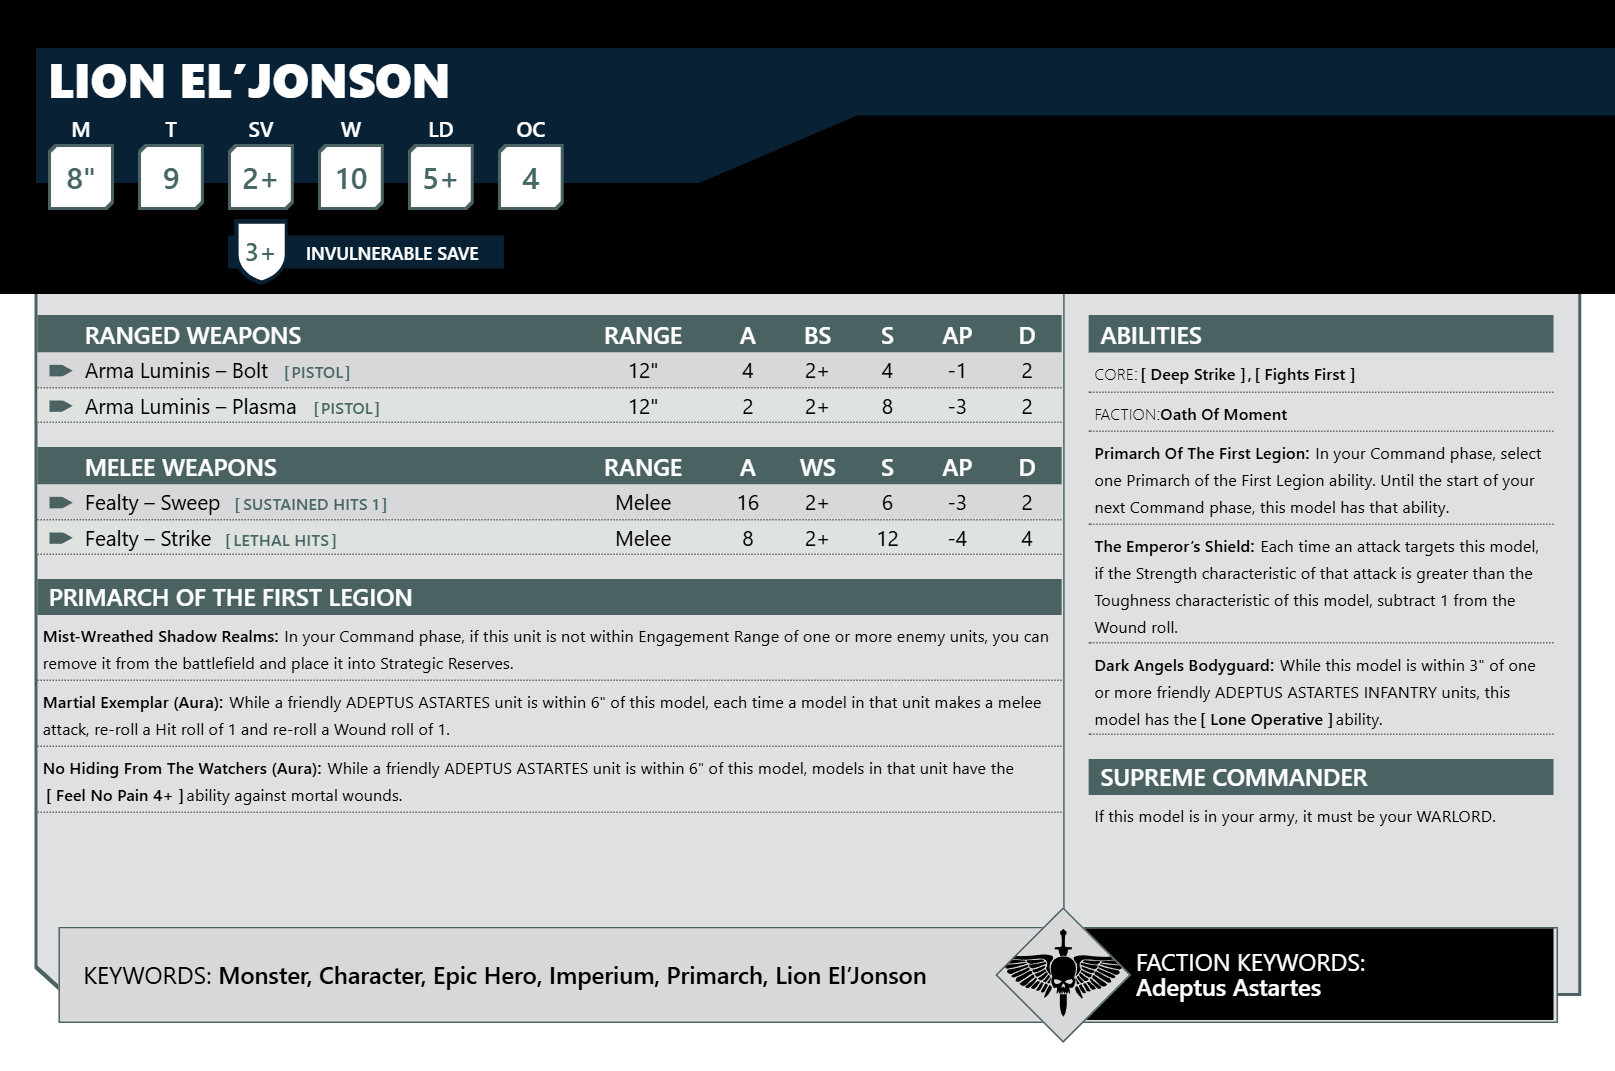 LION EL’JONSON
M T SV W LD OC
8" 9 2+ 10 5+ 4
3+ INVULNERABLE SAVE
RANGED WEAPONS RANGE A BS S AP D
Arma Luminis – Bolt [PISTOL] 12" 4 2+ 4 -1 2
Arma Luminis – Plasma [PISTOL] 12" 2 2+ 8 -3 2
MELEE WEAPONS RANGE A WS S AP D
Fealty – Sweep [SUSTAINED HITS 1] Melee 16 2+ 6 -3 2
Fealty – Strike [LETHAL HITS] Melee 8 2+ 12 -4 4
PRIMARCH OF THE FIRST LEGION
Mist-Wreathed Shadow Realms: In your Command phase, if this unit is not within Engagement Range of one or more enemy units, you can
remove it from the battlefield and place it into Strategic Reserves.
Martial Exemplar (Aura): While a friendly ADEPTUS ASTARTES unit is within 6" of this model, each time a model in that unit makes a melee
attack, re-roll a Hit roll of 1 and re-roll a Wound roll of 1.
No Hiding From The Watchers (Aura): While a friendly ADEPTUS ASTARTES unit is within 6" of this model, models in that unit have the
[ Feel No Pain 4+ ] ability against mortal wounds.
ABILITIES
CORE: [ Deep Strike ] , [ Fights First ]
FACTION:Oath Of Moment
Primarch Of The First Legion: In your Command phase, select
one Primarch of the First Legion ability. Until the start of your
next Command phase, this model has that ability.
The Emperor’s Shield: Each time an attack targets this model,
if the Strength characteristic of that attack is greater than the
Toughness characteristic of this model, subtract 1 from the
Wound roll.
Dark Angels Bodyguard: While this model is within 3" of one
or more friendly ADEPTUS ASTARTES INFANTRY units, this
model has the [ Lone Operative ] ability.
SUPREME COMMANDER
If this model is in your army, it must be your WARLORD.
KEYWORDS: Monster, Character, Epic Hero, Imperium, Primarch, Lion El’Jonson
FACTION KEYWORDS:
Adeptus Astartes